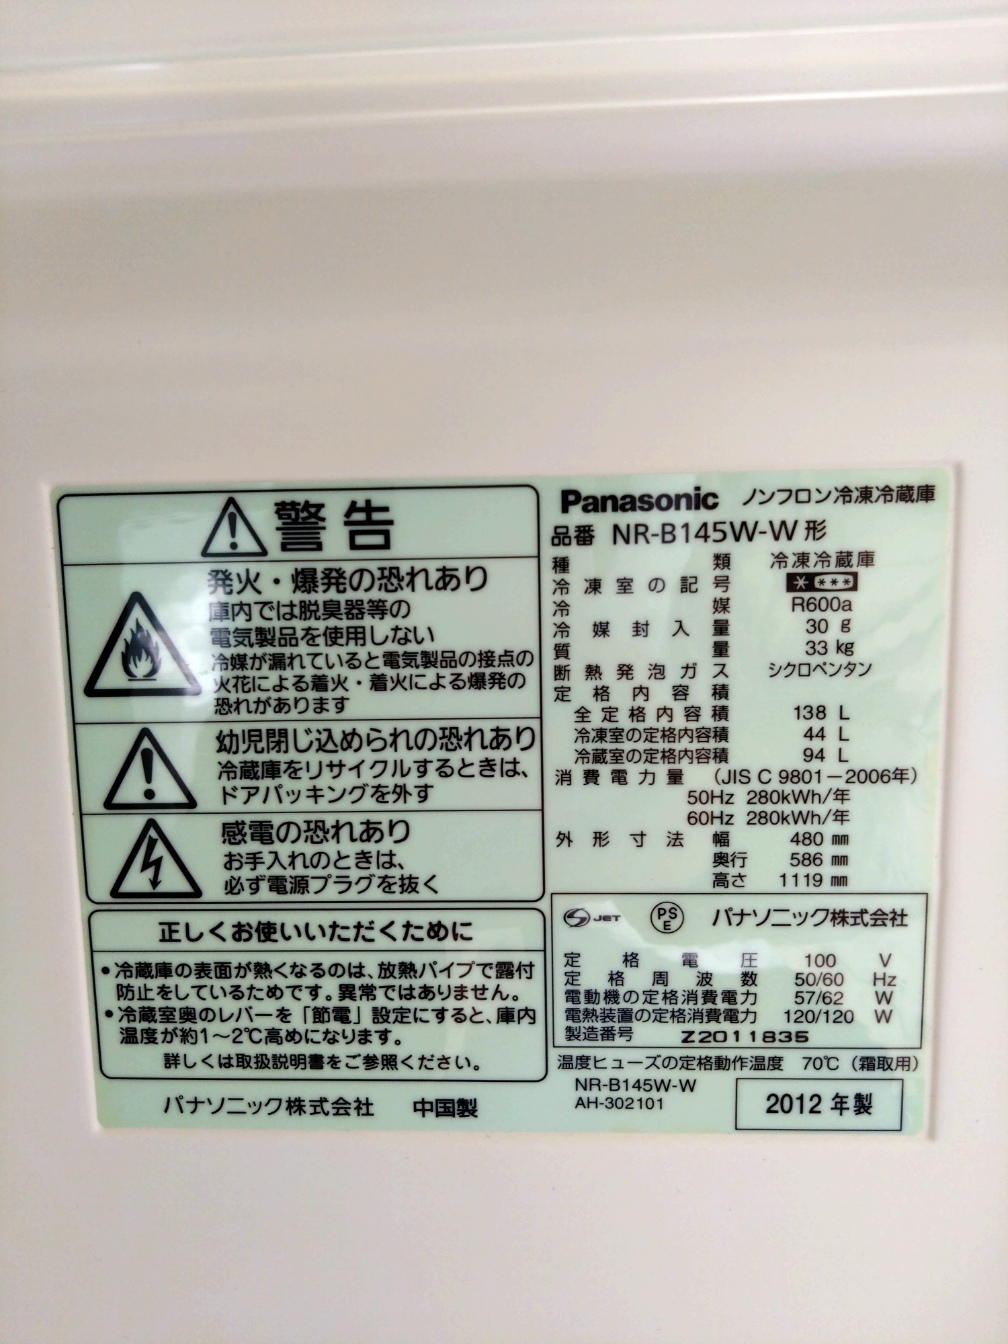 警告
発火・爆発の恐れあり
庫内では脱臭器等の
電気製品を使用しない
冷媒が漏れていると電気製品の接点の
火花による着火・着火による爆発の
恐れがあります
幼児閉じ込められの恐れあり
冷蔵庫をリサイクルするときは、
ドアパッキングを外す
感電の恐れあり
お手入れのときは、
必ず電源プラグを抜く
正しくお使いいただくために
・冷蔵庫の表面が熱くなるのは、放熱パイプで露付
防止をしているためです。異常ではありません。
・冷蔵室奥のレバーを「節電」設定にすると、庫内
温度が約1～2℃高めになります。
詳しくは取扱説明書をご参照ください。
パナソニック株式会社 中国製
Panasonic ノンフロン冷凍冷蔵庫
品番 NR-B145W-W形
種類 冷凍冷蔵庫
冷凍室の記号 ＊ ＊＊＊
冷媒 R600a
冷媒封入量 30 g
質量 33 kg
断熱発泡ガス シクロペンタン
定格内容積
全定格内容積 138 L
冷凍室の定格内容積 44 L
冷蔵室の定格内容積 94 L
消費電力量 (JIS C 9801－2006年)
50Hz 280kWh/年
60Hz 280kWh/年
外形寸法 幅 480 mm
奥行 586 mm
高さ 1119 mm
S JET PS E パナソニック株式会社
定格電圧 100 V
定格周波数 50/60 Hz
電動機の定格消費電力 57/62 W
電熱装置の定格消費電力 120/120 W
製造番号 Z2011835
温度ヒューズの定格動作温度 70℃ (霜取用)
NR-B145W-W
AH-302101
2012年製